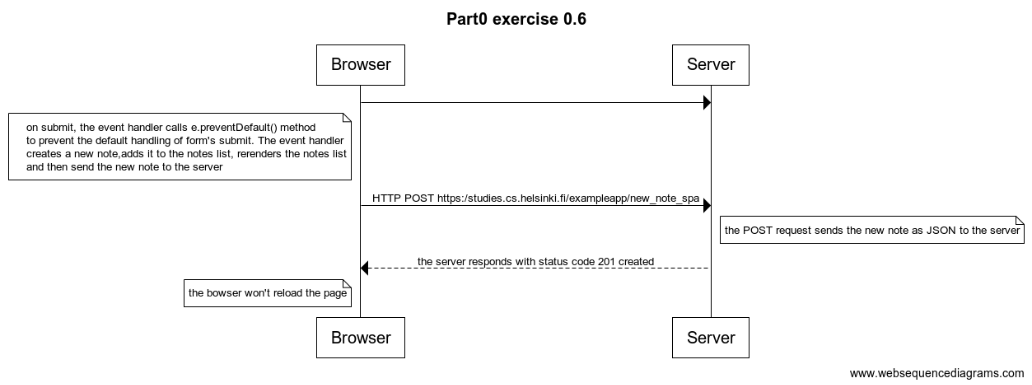 Part0 exercise 0.6
Browser
Server
on submit, the event handler calls e.preventDefault() method
to prevent the default handling of form's submit. The event handler
creates a new note,adds it to the notes list, rerenders the notes list
and then send the new note to the server
HTTP POST https:/studies.cs.helsinki.fi/exampleapp/new_note_spa
the POST request sends the new note as JSON to the server
the server responds with status code 201 created
the bowser won't reload the page
Browser
Server
www.websequencediagrams.com